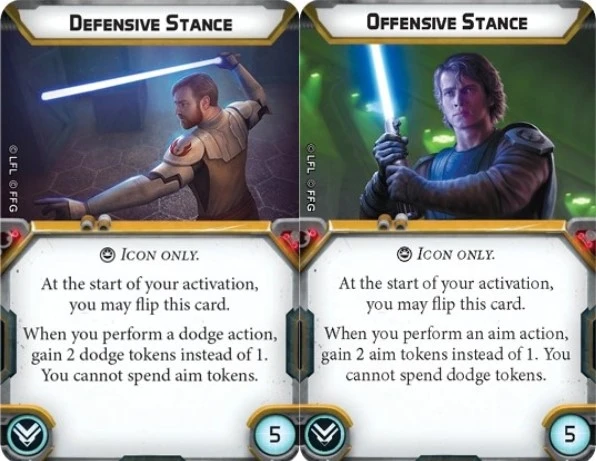 DEFENSIVE STANCE
© LFL © FFG
ICON ONLY.
At the start of your activation,
you may flip this card.
When you perform a dodge action,
gain 2 dodge tokens instead of 1.
You cannot spend aim tokens.
5
OFFENSIVE STANCE
© LFL © FFG
ICON ONLY.
At the start of your activation,
you may flip this card.
When you perform an aim action,
gain 2 aim tokens instead of 1. You
cannot spend dodge tokens.
5